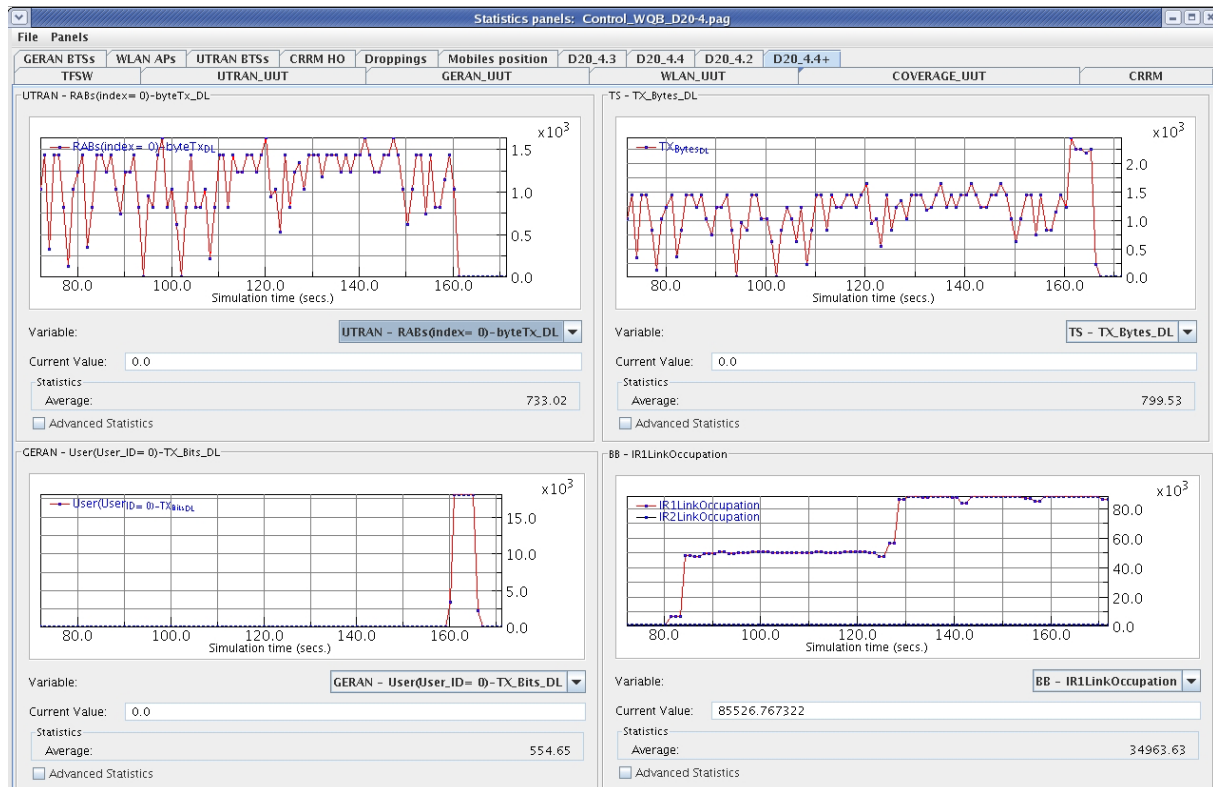 Statistics panels: Control_WQB_D20-4.pag
File Panels
GERAN BTSs WLAN APs UTRAN BTSs CRRM HO Droppings Mobiles position D20_4.3 D20_4.4 D20_4.2 D20_4.4+
TFSW UTRAN_UUT GERAN_UUT WLAN_UUT COVERAGE_UUT CRRM
UTRAN - RABs(index= 0)-byteTx_DL
RABs(index= 0)-byteTxDL
x10³
1.5
1.0
0.5
0.0
80.0 100.0 120.0 140.0 160.0
Simulation time (secs.)
Variable: UTRAN - RABs(index= 0)-byteTx_DL
Current Value: 0.0
Statistics
Average: 733.02
Advanced Statistics
TS - TX_Bytes_DL
TXBytesDL
x10³
2.0
1.5
1.0
0.5
0.0
80.0 100.0 120.0 140.0 160.0
Simulation time (secs.)
Variable: TS - TX_Bytes_DL
Current Value: 0.0
Statistics
Average: 799.53
Advanced Statistics
GERAN - User(User_ID= 0)-TX_Bits_DL
User(UserID= 0)-TXBitsDL
x10³
15.0
10.0
5.0
0.0
80.0 100.0 120.0 140.0 160.0
Simulation time (secs.)
Variable: GERAN - User(User_ID= 0)-TX_Bits_DL
Current Value: 0.0
Statistics
Average: 554.65
Advanced Statistics
BB - IR1LinkOccupation
IR1LinkOccupation
IR2LinkOccupation
x10³
80.0
60.0
40.0
20.0
0.0
80.0 100.0 120.0 140.0 160.0
Simulation time (secs.)
Variable: BB - IR1LinkOccupation
Current Value: 85526.767322
Statistics
Average: 34963.63
Advanced Statistics